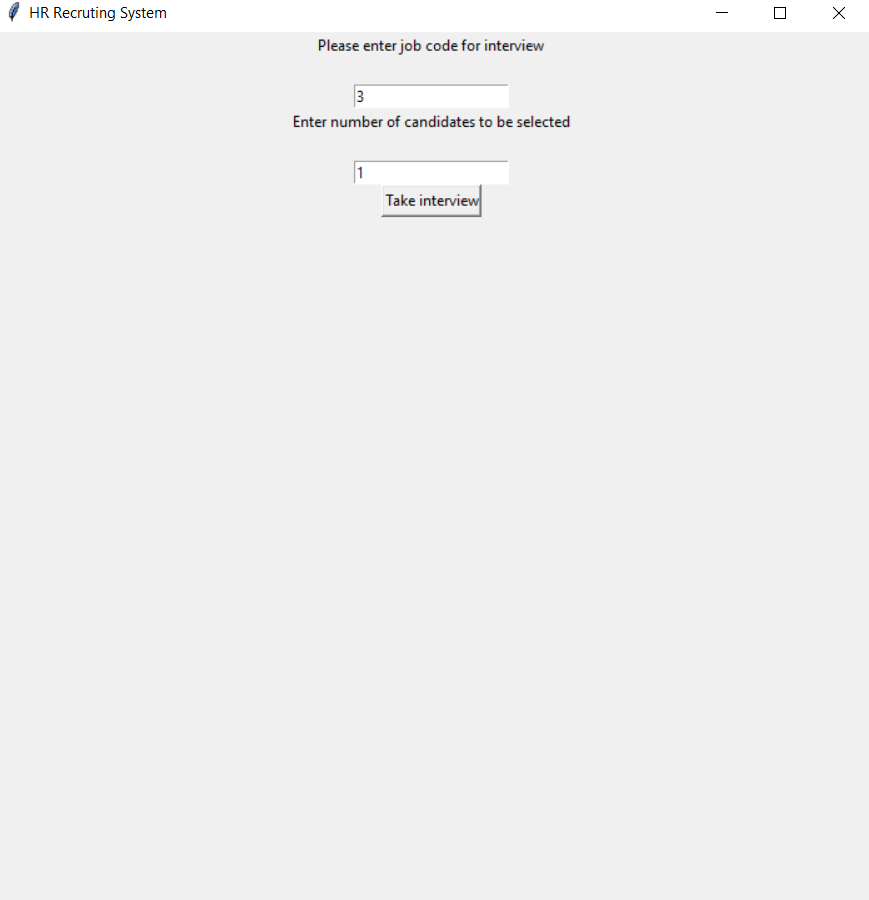 HR Recruting System
Please enter job code for interview
3
Enter number of candidates to be selected
1
Take interview